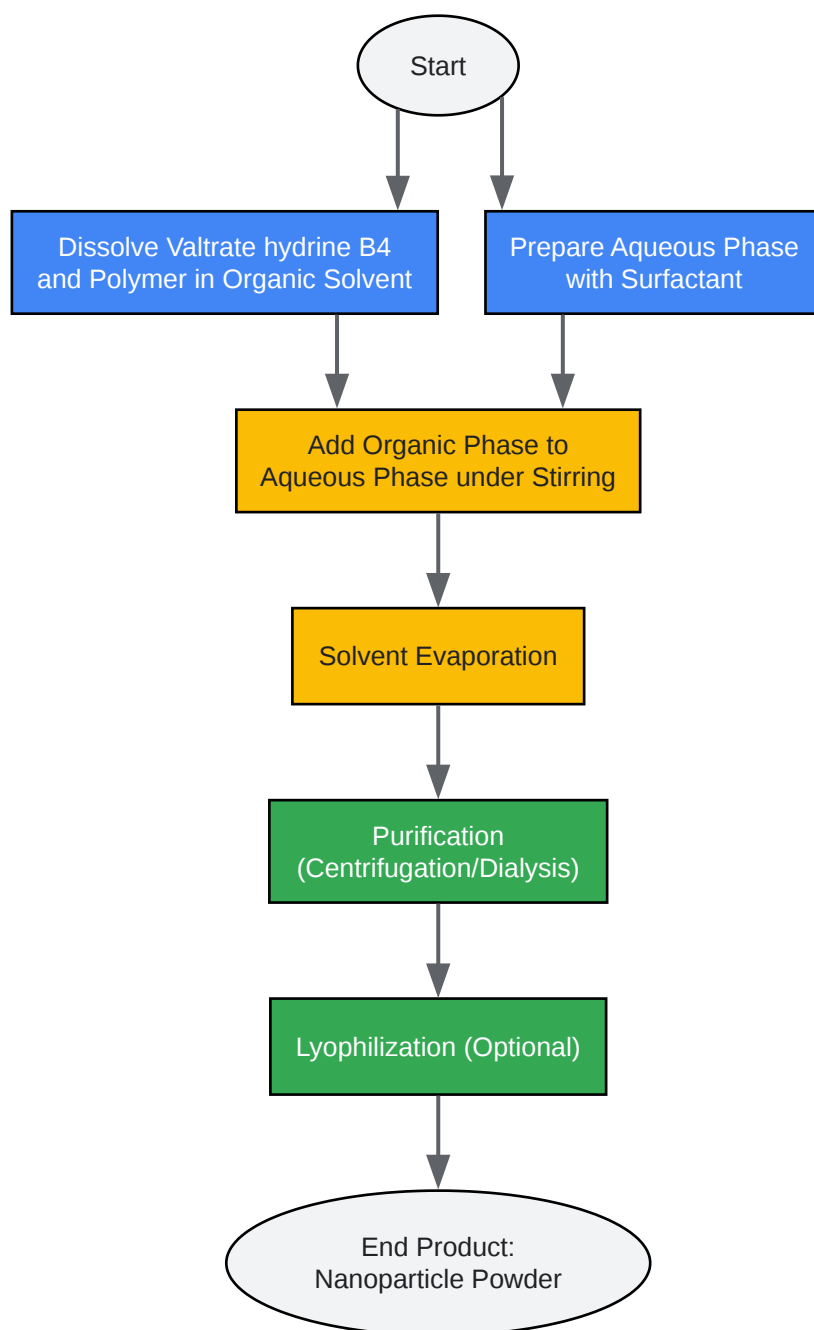 Start
Dissolve Valtrate hydrine B4
and Polymer in Organic Solvent
Prepare Aqueous Phase
with Surfactant
Add Organic Phase to
Aqueous Phase under Stirring
Solvent Evaporation
Purification
(Centrifugation/Dialysis)
Lyophilization (Optional)
End Product:
Nanoparticle Powder